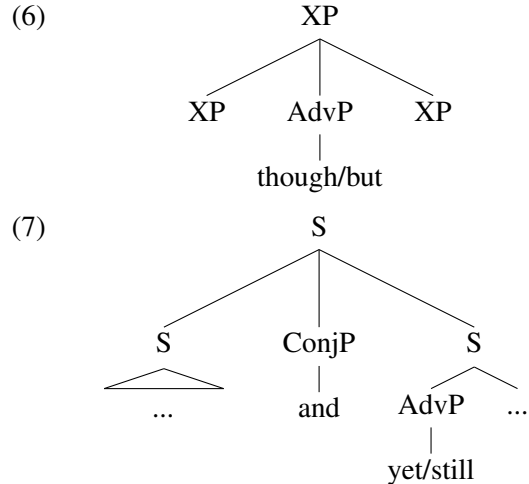 (6) XP
XP AdvP XP
though/but
(7) S
S ConjP S
... and AdvP ...
yet/still